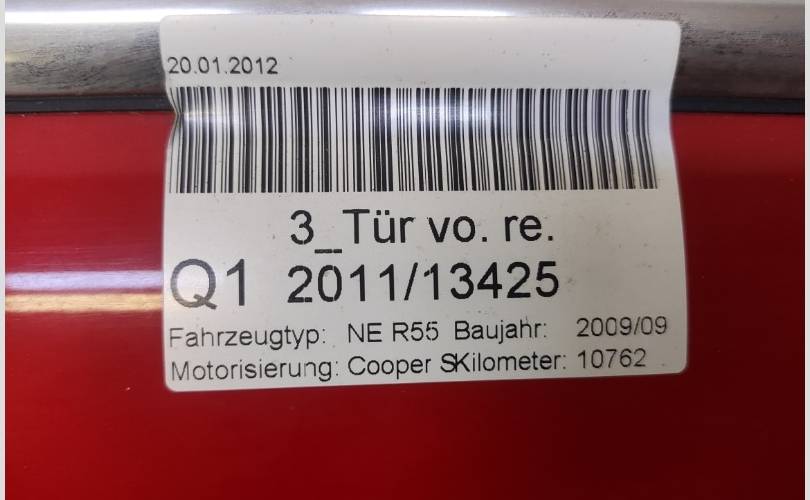 20.01.2012
3_Tür vo. re.
Q1 2011/13425
Fahrzeugtyp: NE R55 Baujahr: 2009/09
Motorisierung: Cooper SKilometer: 10762